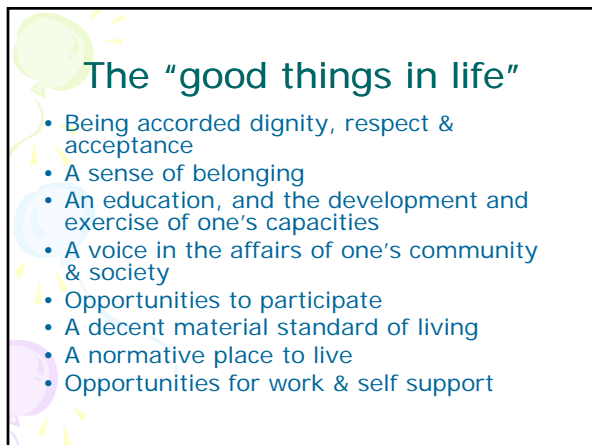 The “good things in life”
• Being accorded dignity, respect &
acceptance
• A sense of belonging
• An education, and the development and
exercise of one’s capacities
• A voice in the affairs of one’s community
& society
• Opportunities to participate
• A decent material standard of living
• A normative place to live
• Opportunities for work & self support